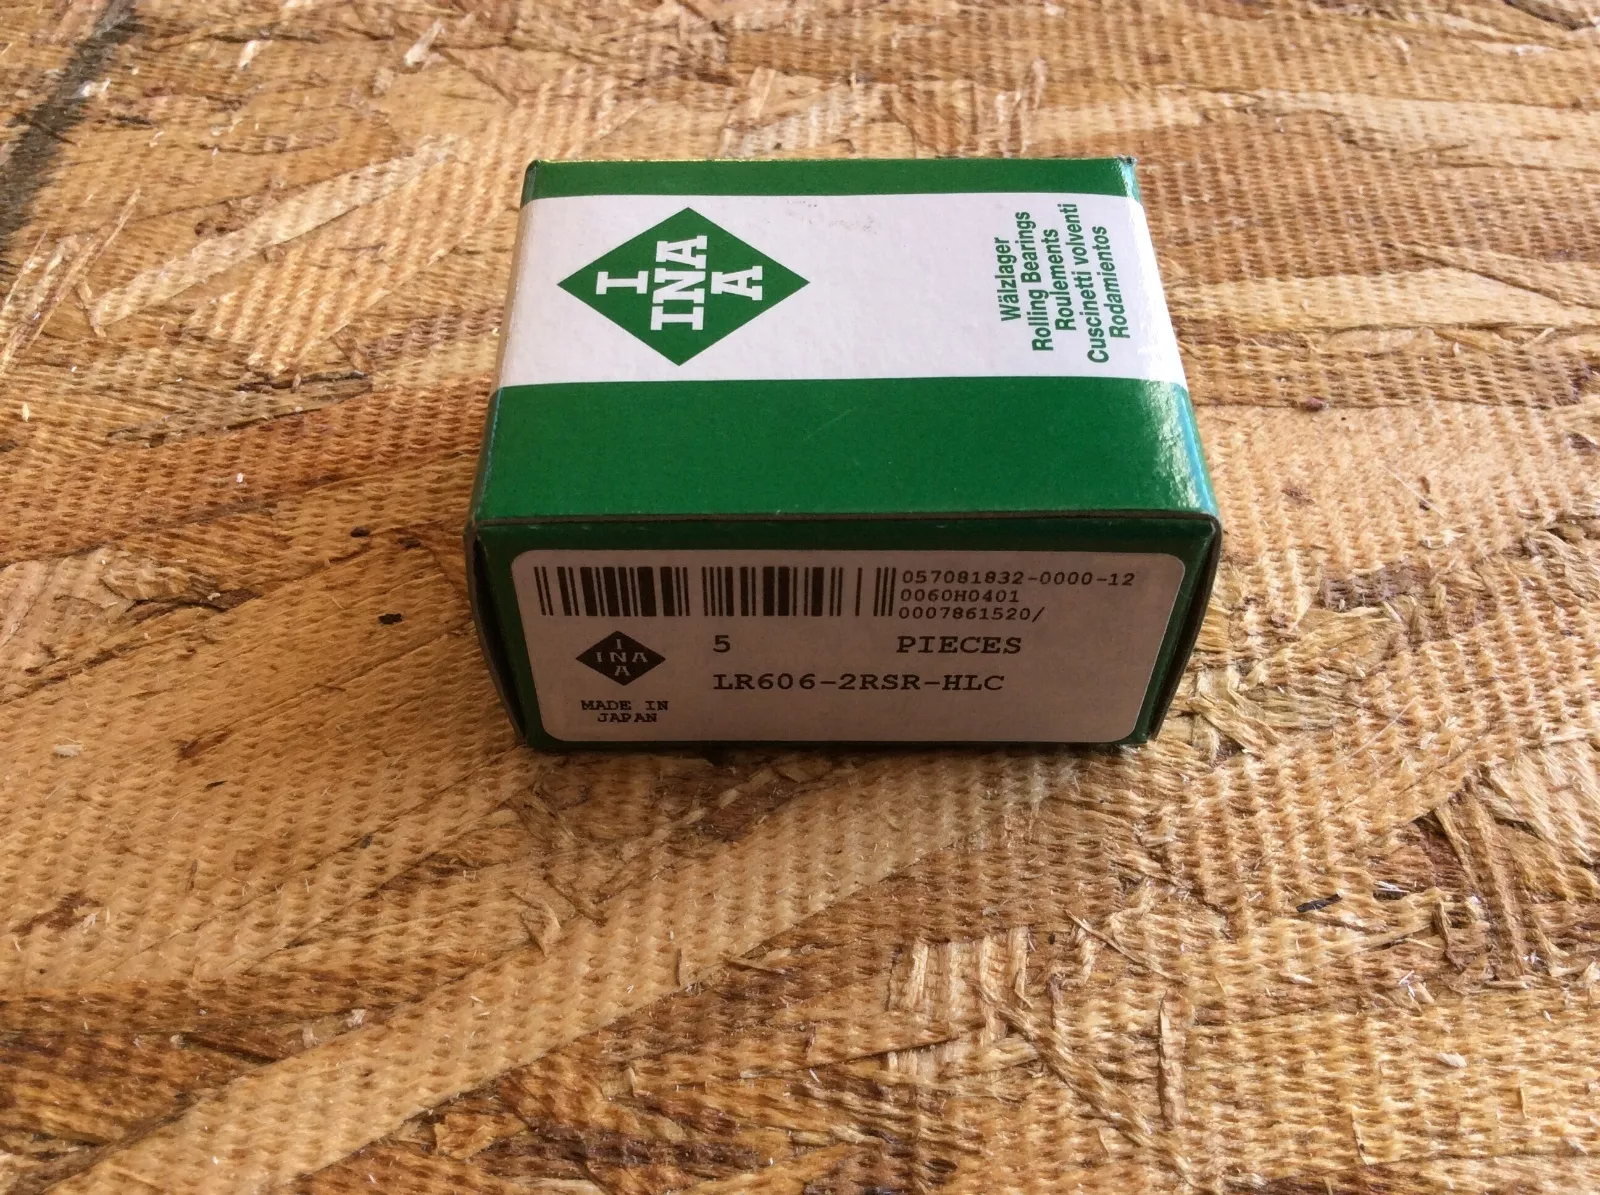 I
INA
A
Wälzlager
Rolling Bearings
Roulements
Cuscinetti volventi
Rodamientos
057081832-0000-12
0060H0401
0007861520/
5 PIECES
I
INA
A
LR606-2RSR-HLC
MADE IN
JAPAN